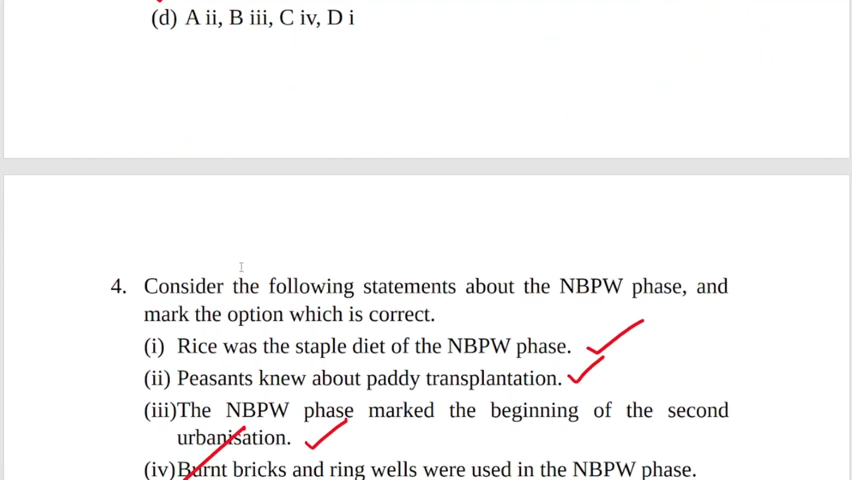 (d) A ii, B iii, C iv, D i
4. Consider the following statements about the NBPW phase, and
mark the option which is correct.
(i) Rice was the staple diet of the NBPW phase.
(ii) Peasants knew about paddy transplantation.
(iii)The NBPW phase marked the beginning of the second
urbanisation.
(iv)Burnt bricks and ring wells were used in the NBPW phase.